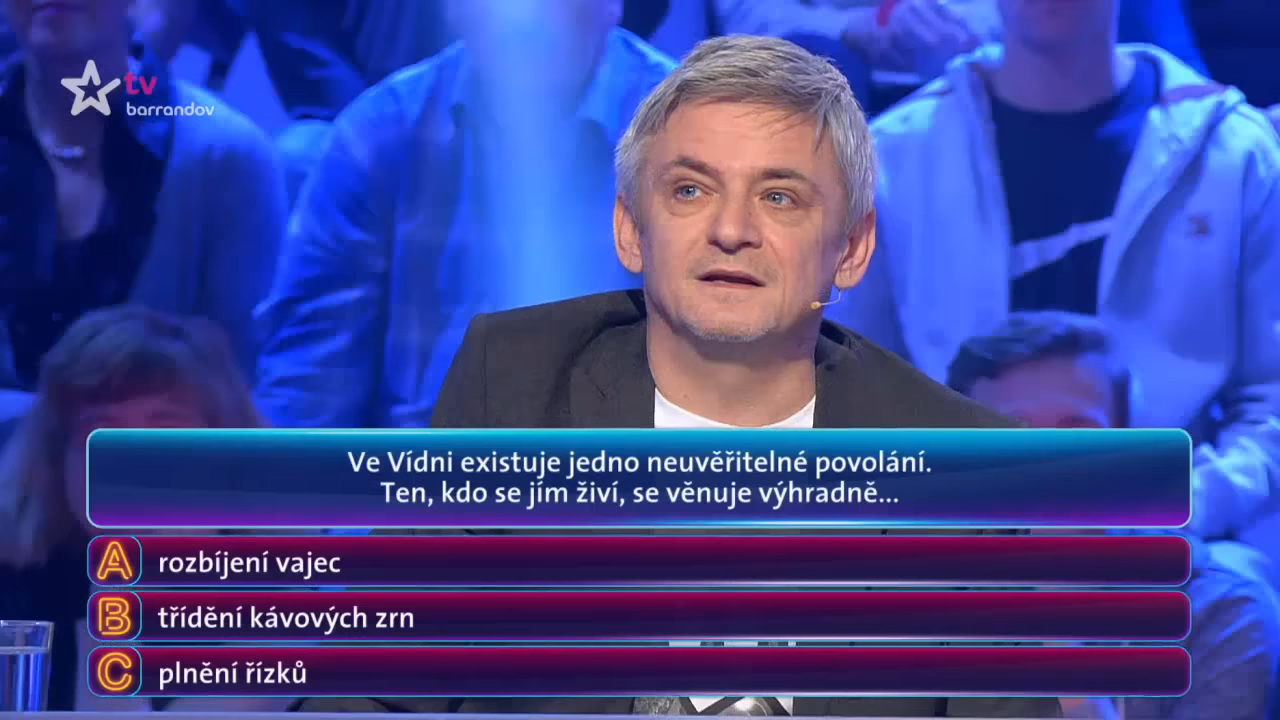 tv
barrandov
Ve Vídni existuje jedno neuvěřitelné povolání.
Ten, kdo se jím živí, se věnuje výhradně...
A rozbíjení vajec
B třídění kávových zrn
C plnění řízků